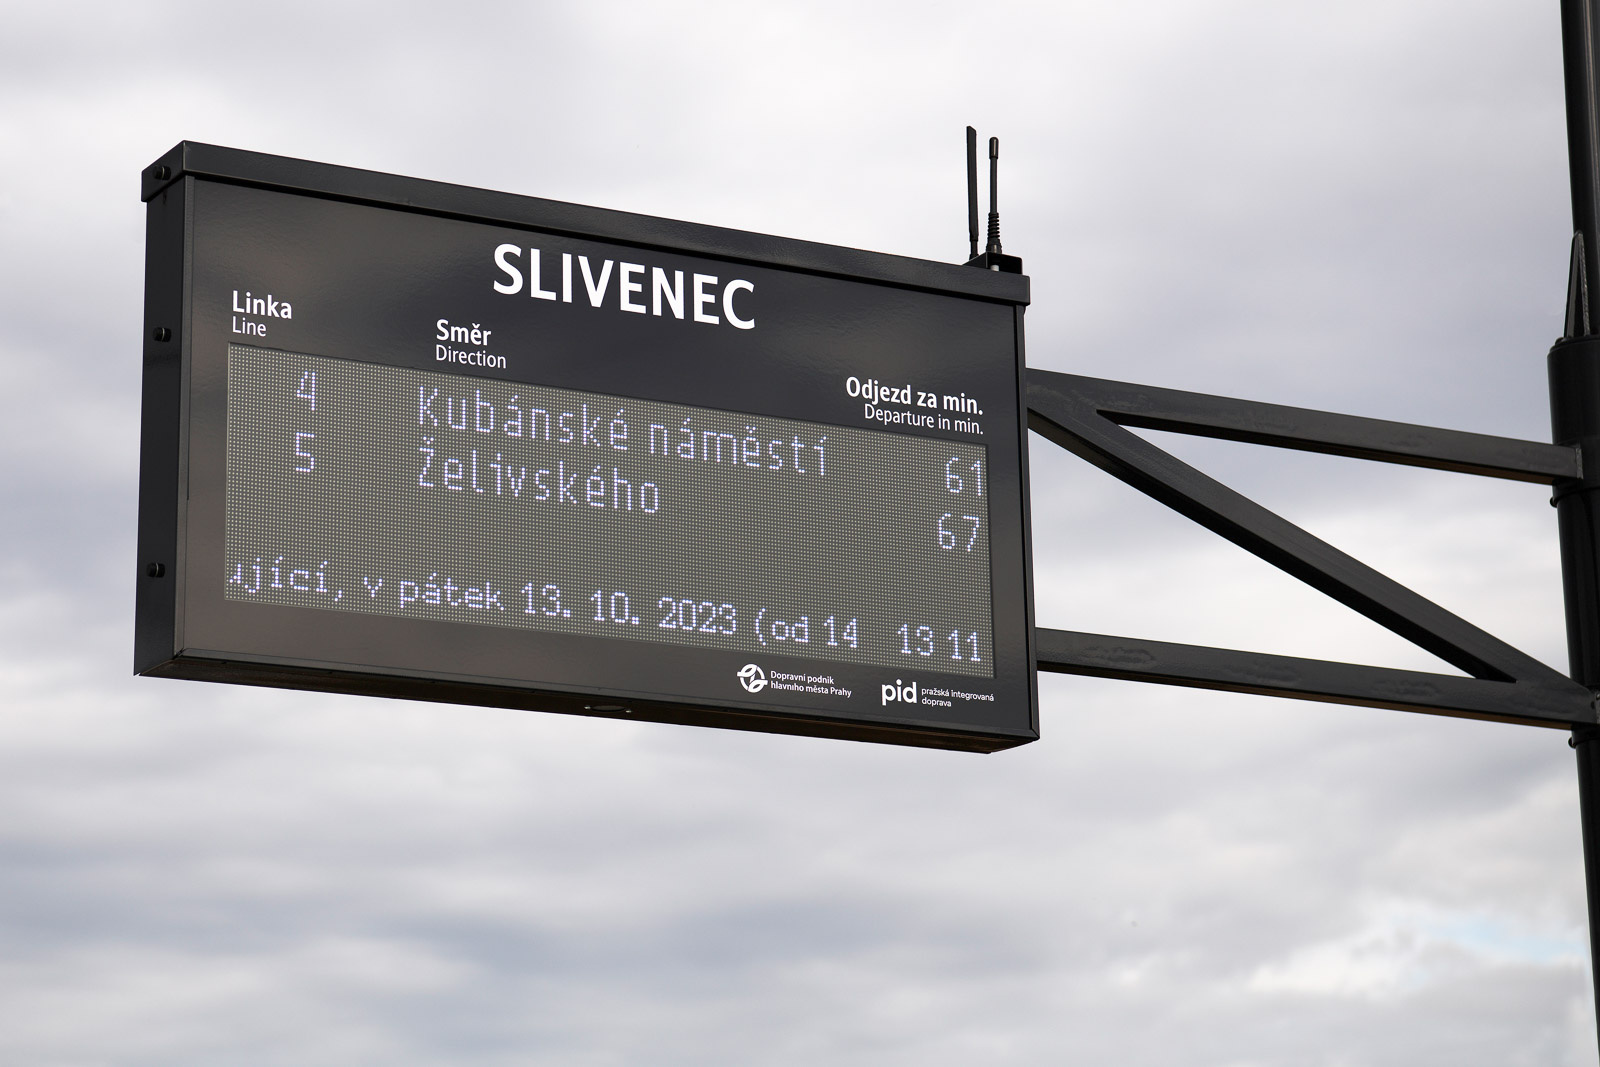 SLIVENEC
Linka
Line
Směr
Direction
Odjezd za min.
Departure in min.
4 Kubánské náměstí 61
5 Želivského 67
ující, v pátek 13. 10. 2023 (od 14 13 11
Dopravní podnik
hlavního města Prahy
pid pražská integrovaná
doprava